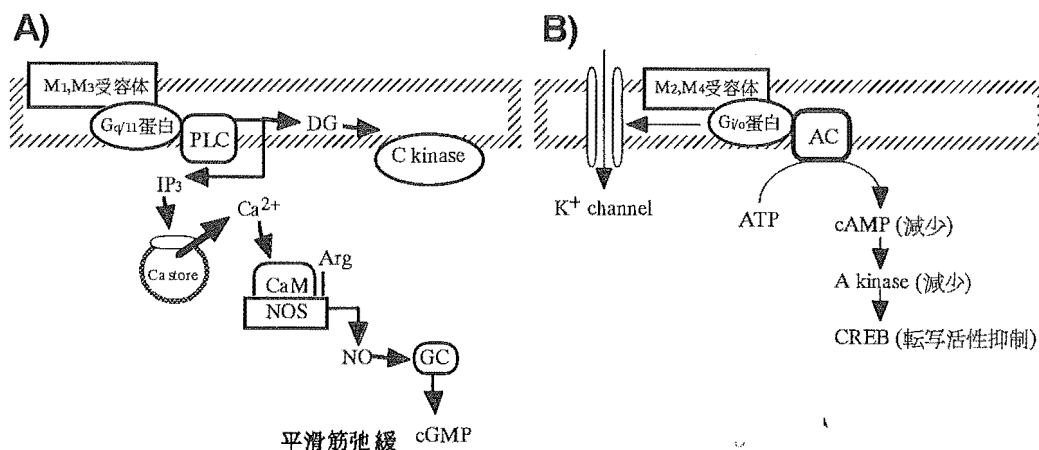 A)
M1,M3受容体
Gq/11蛋白
PLC
DG
C kinase
IP3
Ca2+
Ca store
Arg
CaM
NOS
NO
GC
cGMP
平滑筋弛緩
B)
M2,M4受容体
Gi/o蛋白
AC
K+ channel
ATP
cAMP (減少)
A kinase (減少)
CREB (転写活性抑制)